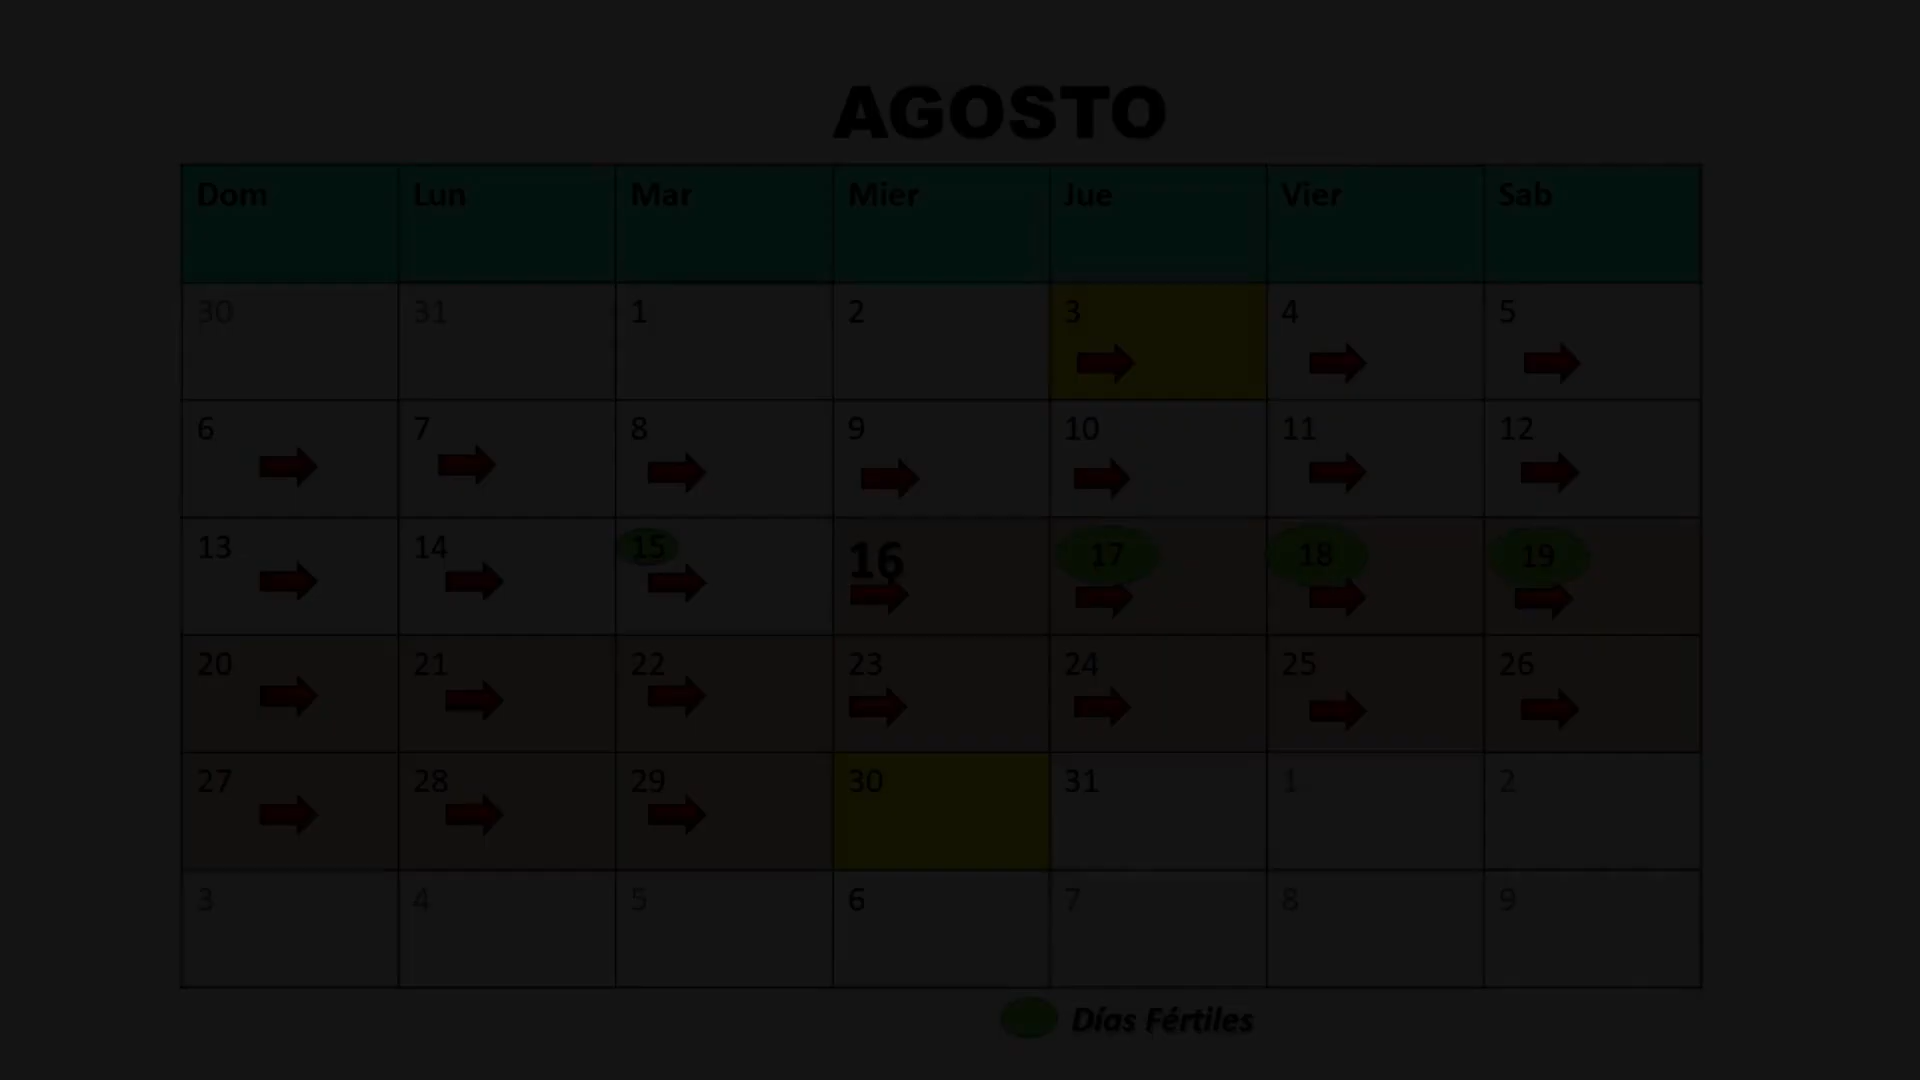 AGOSTO
Dom Lun Mar Mier Jue Vier Sab
30 31 1 2 3 4 5
6 7 8 9 10 11 12
13 14 15 16 17 18 19
20 21 22 23 24 25 26
27 28 29 30 31 1 2
3 4 5 6 7 8 9
Días Fértiles